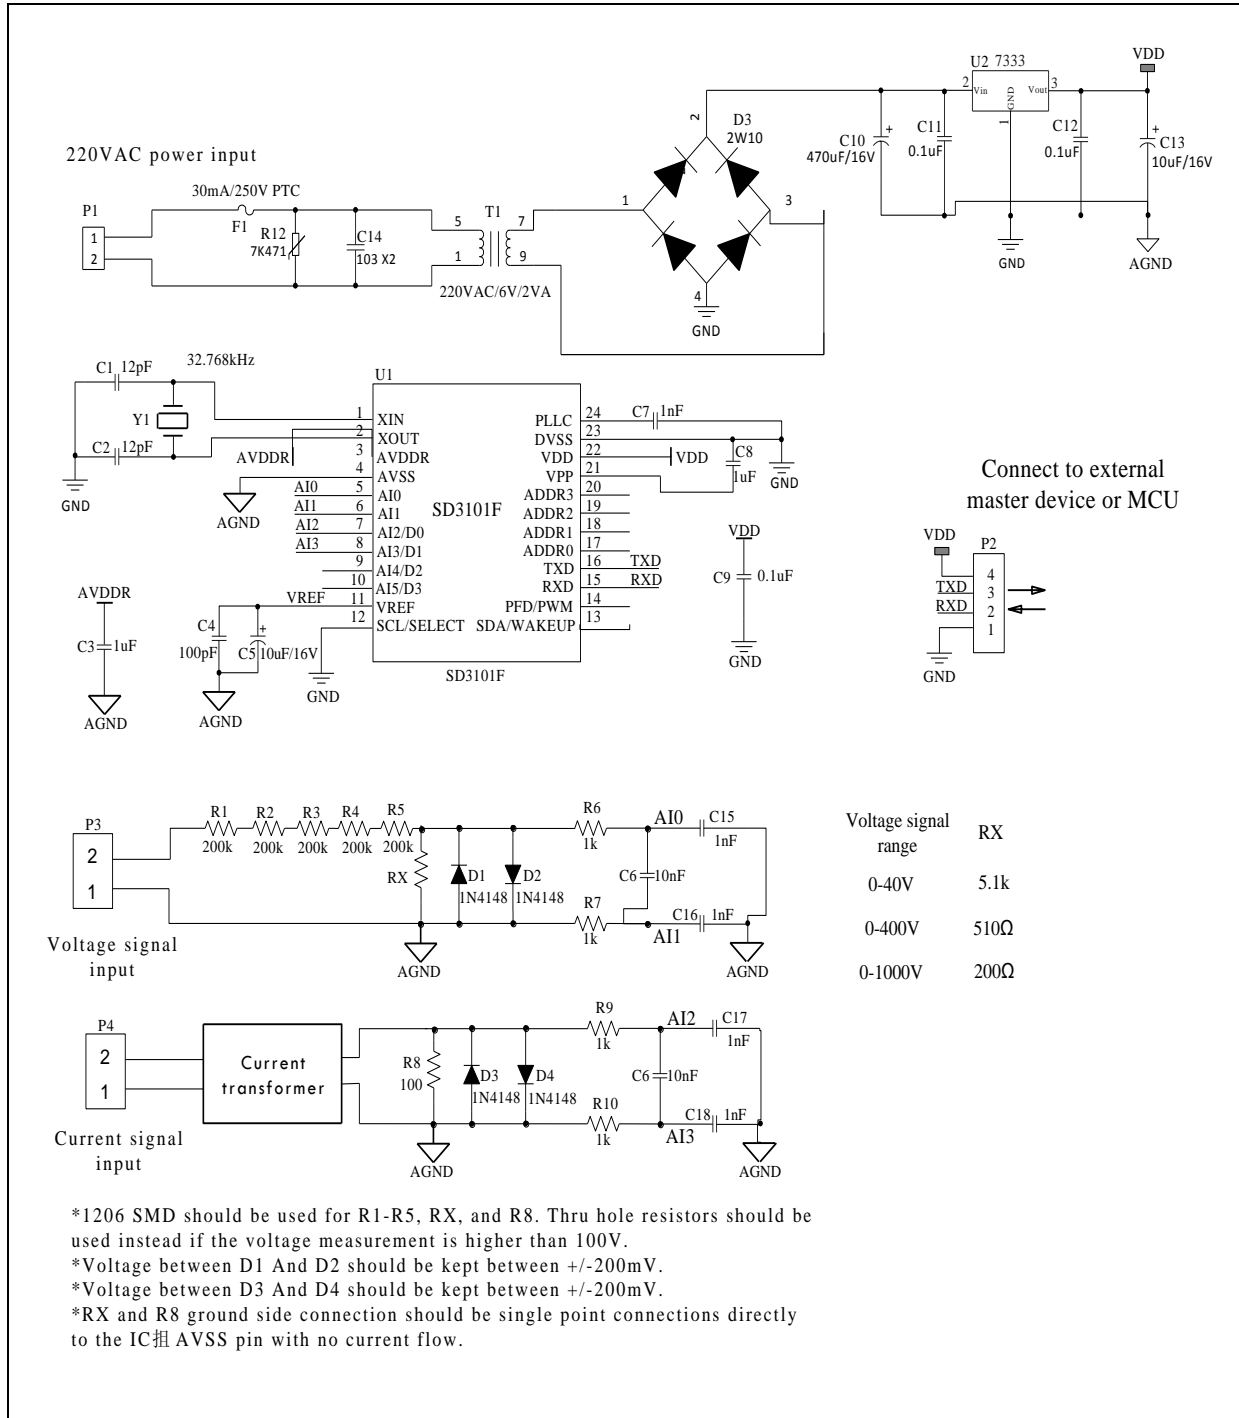 220VAC power input
30mA/250V PTC
P1
1
2
F1
R12
7K471
C14
103 X2
T1
5
1
7
9
220VAC/6V/2VA
D3
2W10
1
2
3
4
GND
U2 7333
2
Vin
GND
Vout
3
1
VDD
C10
470uF/16V
C11
0.1uF
C12
0.1uF
C13
10uF/16V
GND
AGND
C1 12pF
32.768kHz
Y1
C2 12pF
GND
U1
SD3101F
SD3101F
1 XIN
2 XOUT
AVDDR
3 AVDDR
4 AVSS
AGND
AI0 5 AI0
AI1 6 AI1
AI2 7 AI2/D0
AI3 8 AI3/D1
9 AI4/D2
10 AI5/D3
VREF 11 VREF
12 SCL/SELECT
PLLC 24
DVSS 23
VDD 22 VDD
VPP 21
ADDR3 20
ADDR2 19
ADDR1 18
ADDR0 17
TXD 16 TXD
RXD 15 RXD
PFD/PWM 14
SDA/WAKEUP 13
C7 1nF
C8
1uF
GND
VDD
C9 0.1uF
GND
AVDDR
C3 1uF
AGND
C4
100pF
C5 10uF/16V
AGND
GND
Connect to external
master device or MCU
VDD
P2
4
TXD 3
RXD 2
1
GND
P3
2
1
Voltage signal
input
R1 R2 R3 R4 R5
200k 200k 200k 200k 200k
RX
D1
1N4148
D2
1N4148
R6
1k
R7
1k
AI0
C15
1nF
C6 10nF
C16 1nF
AI1
AGND
AGND
Voltage signal
range
RX
0-40V 5.1k
0-400V 510Ω
0-1000V 200Ω
P4
2
1
Current signal
input
Current
transformer
R8
100
D3
1N4148
D4
1N4148
R9
1k
R10
1k
AI2
C17
1nF
C6 10nF
C18 1nF
AI3
AGND
AGND
*1206 SMD should be used for R1-R5, RX, and R8. Thru hole resistors should be
used instead if the voltage measurement is higher than 100V.
*Voltage between D1 And D2 should be kept between +/-200mV.
*Voltage between D3 And D4 should be kept between +/-200mV.
*RX and R8 ground side connection should be single point connections directly
to the IC担 AVSS pin with no current flow.